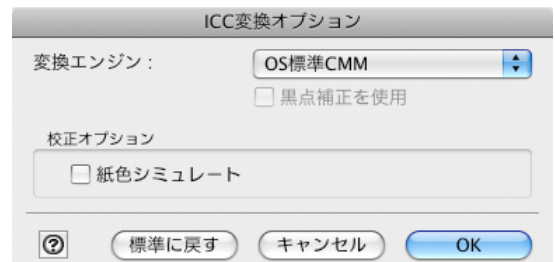 ICC変換オプション
変換エンジン： OS標準CMM
黒点補正を使用
校正オプション
紙色シミュレート
? 標準に戻す キャンセル OK